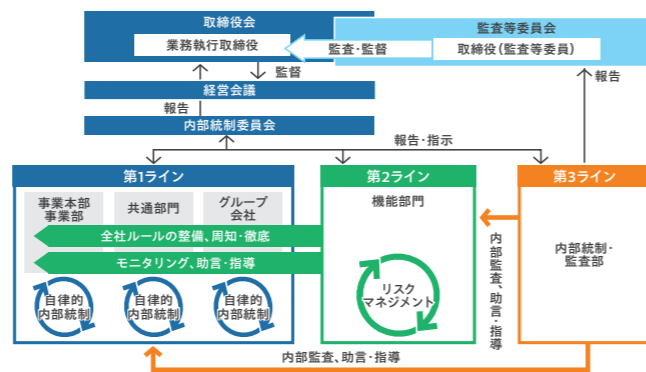 取締役会
業務執行取締役
監査等委員会
監査・監督
取締役(監査等委員)
監督
経営会議
報告
報告
内部統制委員会
報告・指示
第1ライン
第2ライン
第3ライン
事業本部
事業部
共通部門
グループ
会社
機能部門
全社ルールの整備、周知・徹底
モニタリング、助言・指導
内部監査、助言・指導
内部統制・
監査部
自律的
内部統制
自律的
内部統制
自律的
内部統制
リスク
マネジメント
内部監査、助言・指導